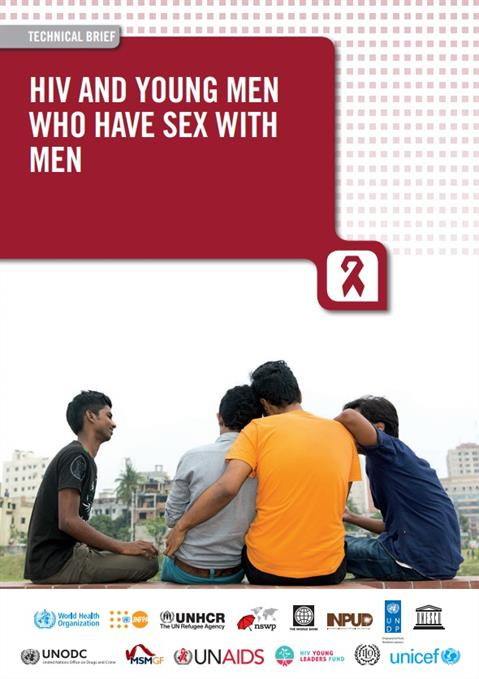 TECHNICAL BRIEF
HIV AND YOUNG MEN
WHO HAVE SEX WITH
MEN
World Health
Organization
UNFPA
UNHCR
The UN Refugee Agency
nswp
THE WORLD BANK
INPUD
U N
D P
UNODC
United Nations Office on Drugs and Crime
MSMGF
UNAIDS
HIV YOUNG
LEADERS FUND
unicef